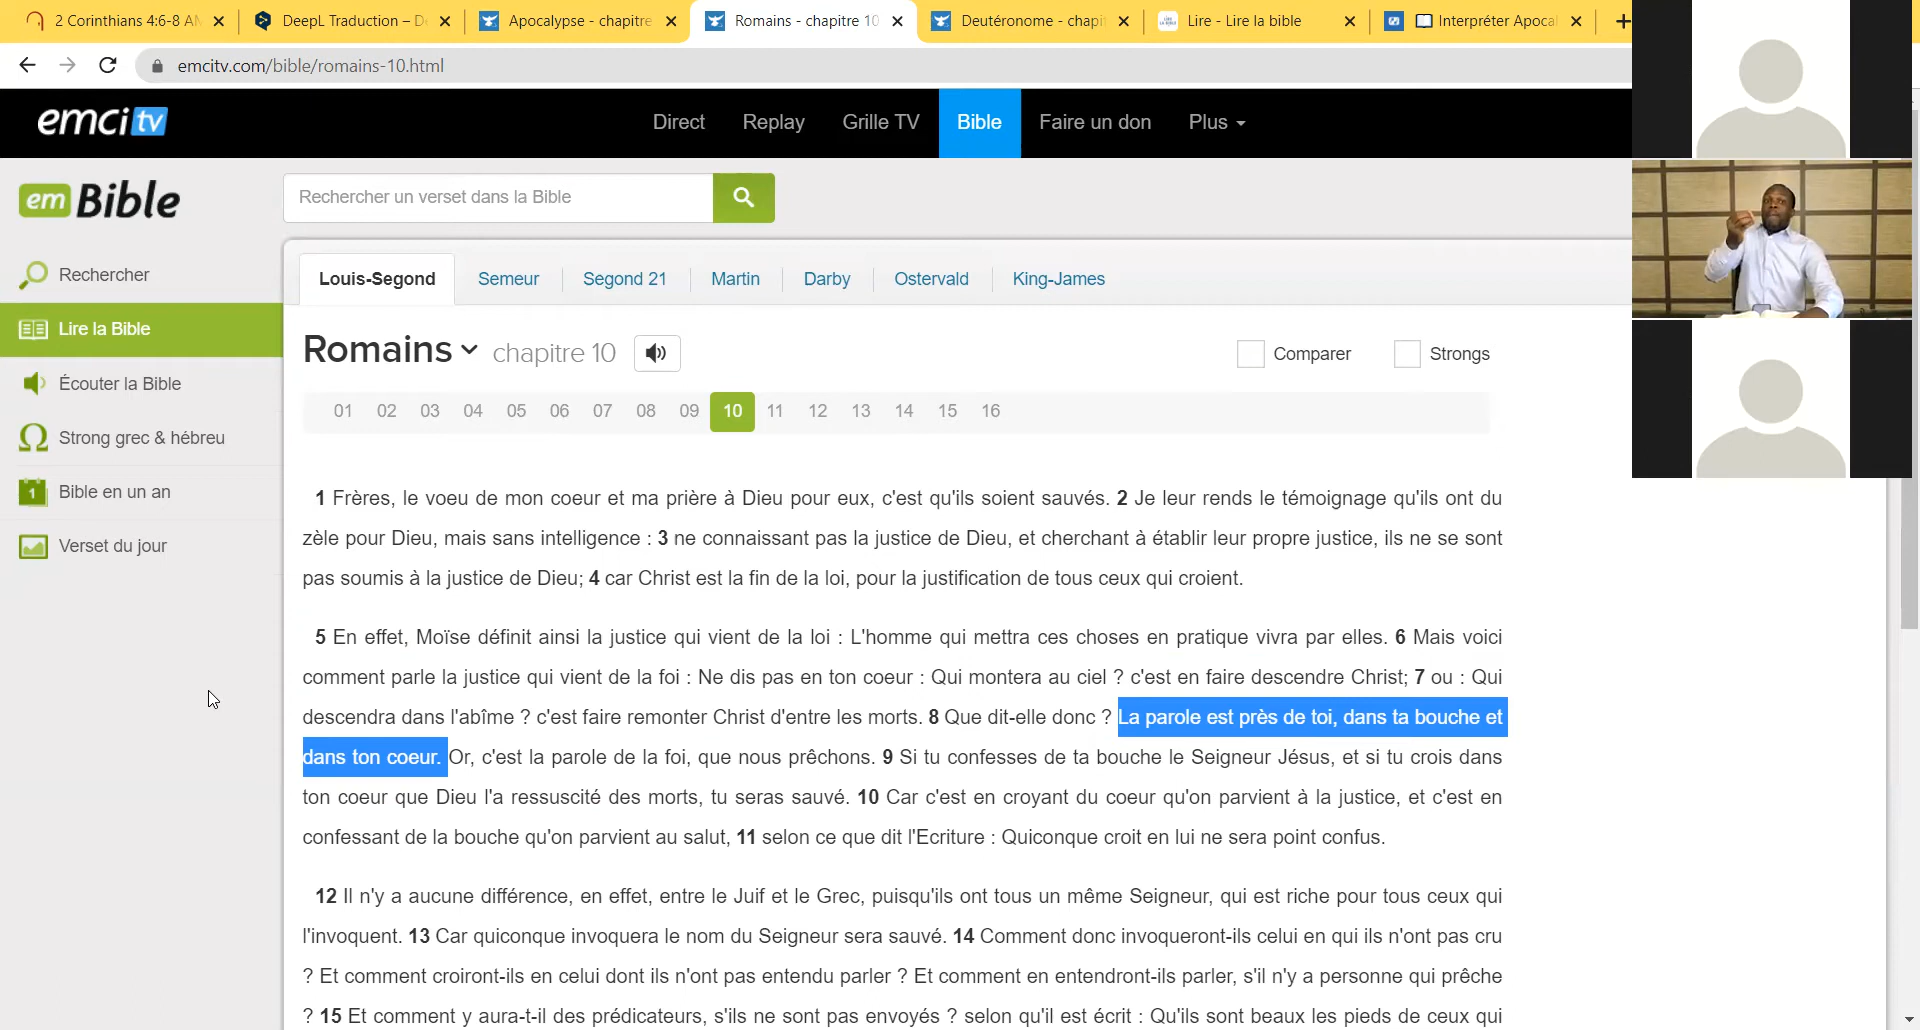 2 Corinthians 4:6-8 AM
DeepL Traduction – De
Apocalypse - chapitre
Romains - chapitre 10
Deutéronome - chapi
Lire - Lire la bible
Interpréter Apocal
emcitv.com/bible/romains-10.html
emci tv
Direct
Replay
Grille TV
Bible
Faire un don
Plus
em Bible
Rechercher un verset dans la Bible
Rechercher
Lire la Bible
Écouter la Bible
Strong grec & hébreu
1
Bible en un an
Verset du jour
Louis-Segond
Semeur
Segond 21
Martin
Darby
Ostervald
King-James
Romains chapitre 10
Comparer
Strongs
01 02 03 04 05 06 07 08 09 10 11 12 13 14 15 16
1 Frères, le voeu de mon coeur et ma prière à Dieu pour eux, c'est qu'ils soient sauvés. 2 Je leur rends le témoignage qu'ils ont du
zèle pour Dieu, mais sans intelligence : 3 ne connaissant pas la justice de Dieu, et cherchant à établir leur propre justice, ils ne se sont
pas soumis à la justice de Dieu; 4 car Christ est la fin de la loi, pour la justification de tous ceux qui croient.
5 En effet, Moïse définit ainsi la justice qui vient de la loi : L'homme qui mettra ces choses en pratique vivra par elles. 6 Mais voici
comment parle la justice qui vient de la foi : Ne dis pas en ton coeur : Qui montera au ciel ? c'est en faire descendre Christ; 7 ou : Qui
descendra dans l'abîme ? c'est faire remonter Christ d'entre les morts. 8 Que dit-elle donc ? La parole est près de toi, dans ta bouche et
dans ton coeur. Or, c'est la parole de la foi, que nous prêchons. 9 Si tu confesses de ta bouche le Seigneur Jésus, et si tu crois dans
ton coeur que Dieu l'a ressuscité des morts, tu seras sauvé. 10 Car c'est en croyant du coeur qu'on parvient à la justice, et c'est en
confessant de la bouche qu'on parvient au salut, 11 selon ce que dit l'Ecriture : Quiconque croit en lui ne sera point confus.
12 Il n'y a aucune différence, en effet, entre le Juif et le Grec, puisqu'ils ont tous un même Seigneur, qui est riche pour tous ceux qui
l'invoquent. 13 Car quiconque invoquera le nom du Seigneur sera sauvé. 14 Comment donc invoqueront-ils celui en qui ils n'ont pas cru
? Et comment croiront-ils en celui dont ils n'ont pas entendu parler ? Et comment en entendront-ils parler, s'il n'y a personne qui prêche
? 15 Et comment y aura-t-il des prédicateurs, s'ils ne sont pas envoyés ? selon qu'il est écrit : Qu'ils sont beaux les pieds de ceux qui